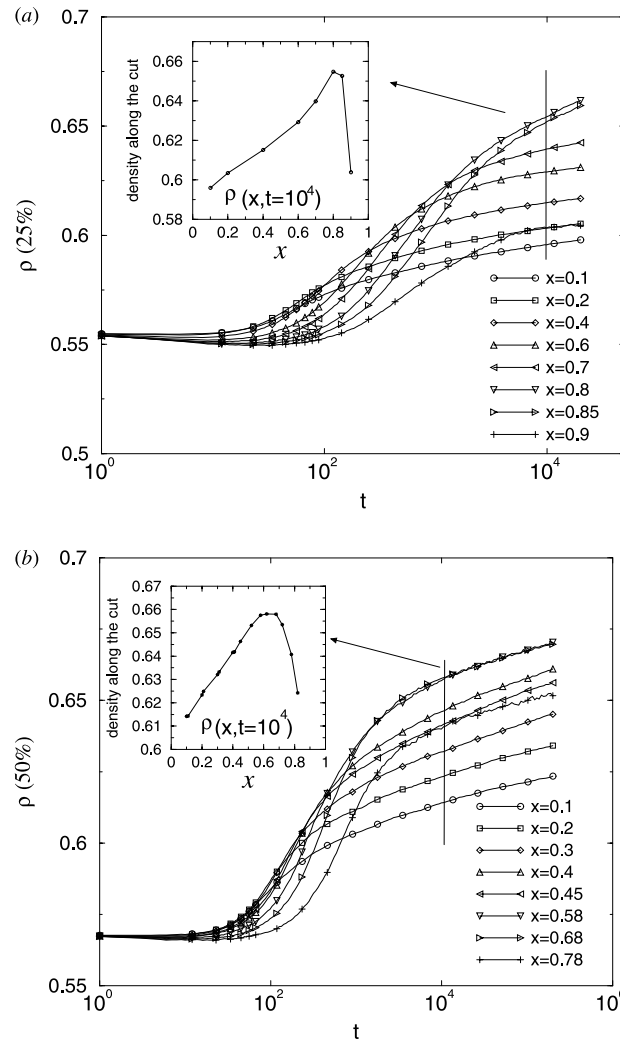 (a)
0.7
0.65
0.6
0.55
0.5
ρ (25%)
10⁰
10²
10⁴
t
density along the cut
0.66
0.64
0.62
0.6
0.58
0 0.2 0.4 0.6 0.8 1
x
ρ (x,t=10⁴)
x=0.1
x=0.2
x=0.4
x=0.6
x=0.7
x=0.8
x=0.85
x=0.9
(b)
0.7
0.65
0.6
0.55
ρ (50%)
10⁰
10²
10⁴
10⁶
t
density along the cut
0.67
0.66
0.65
0.64
0.63
0.62
0.61
0.6
0 0.2 0.4 0.6 0.8 1
x
ρ(x,t=10⁴)
x=0.1
x=0.2
x=0.3
x=0.4
x=0.45
x=0.58
x=0.68
x=0.78